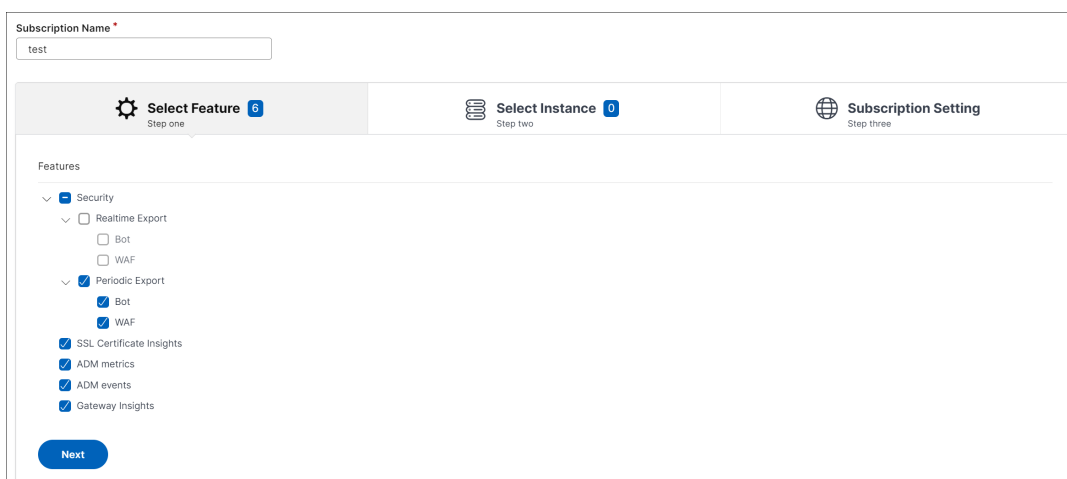 Subscription Name *
test
Select Feature 6
Step one
Select Instance 0
Step two
Subscription Setting
Step three
Features
Security
Realtime Export
Bot
WAF
Periodic Export
Bot
WAF
SSL Certificate Insights
ADM metrics
ADM events
Gateway Insights
Next